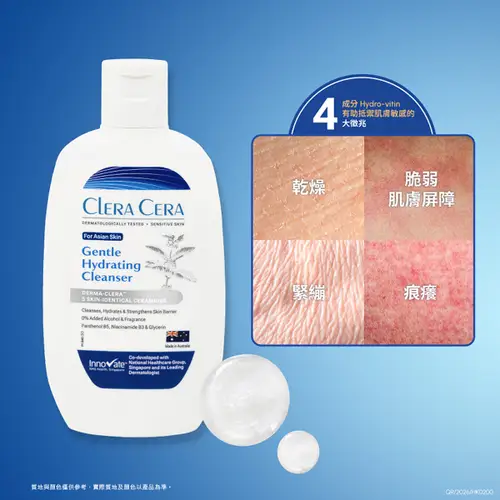 CLERA CERA
DERMATOLOGICALLY TESTED • SENSITIVE SKIN
For Asian Skin
Gentle
Hydrating
Cleanser
DERMA-CLERA™
3 SKIN-IDENTICAL CERAMIDES
Cleanses, Hydrates & Strengthens Skin Barrier
0% Added Alcohol & Fragrance
Panthenol B5, Niacinamide B3 & Glycerin
Made in Australia
Innovate
Co-developed with
National Healthcare Group,
Singapore and its Leading
Dermatologist
4
成分 Hydro-vitin
有助抵禦肌膚敏感的
大徵兆
乾燥
脆弱
肌膚屏障
緊繃
痕癢
質地與顏色僅供參考,實際質地及顏色以產品為準。